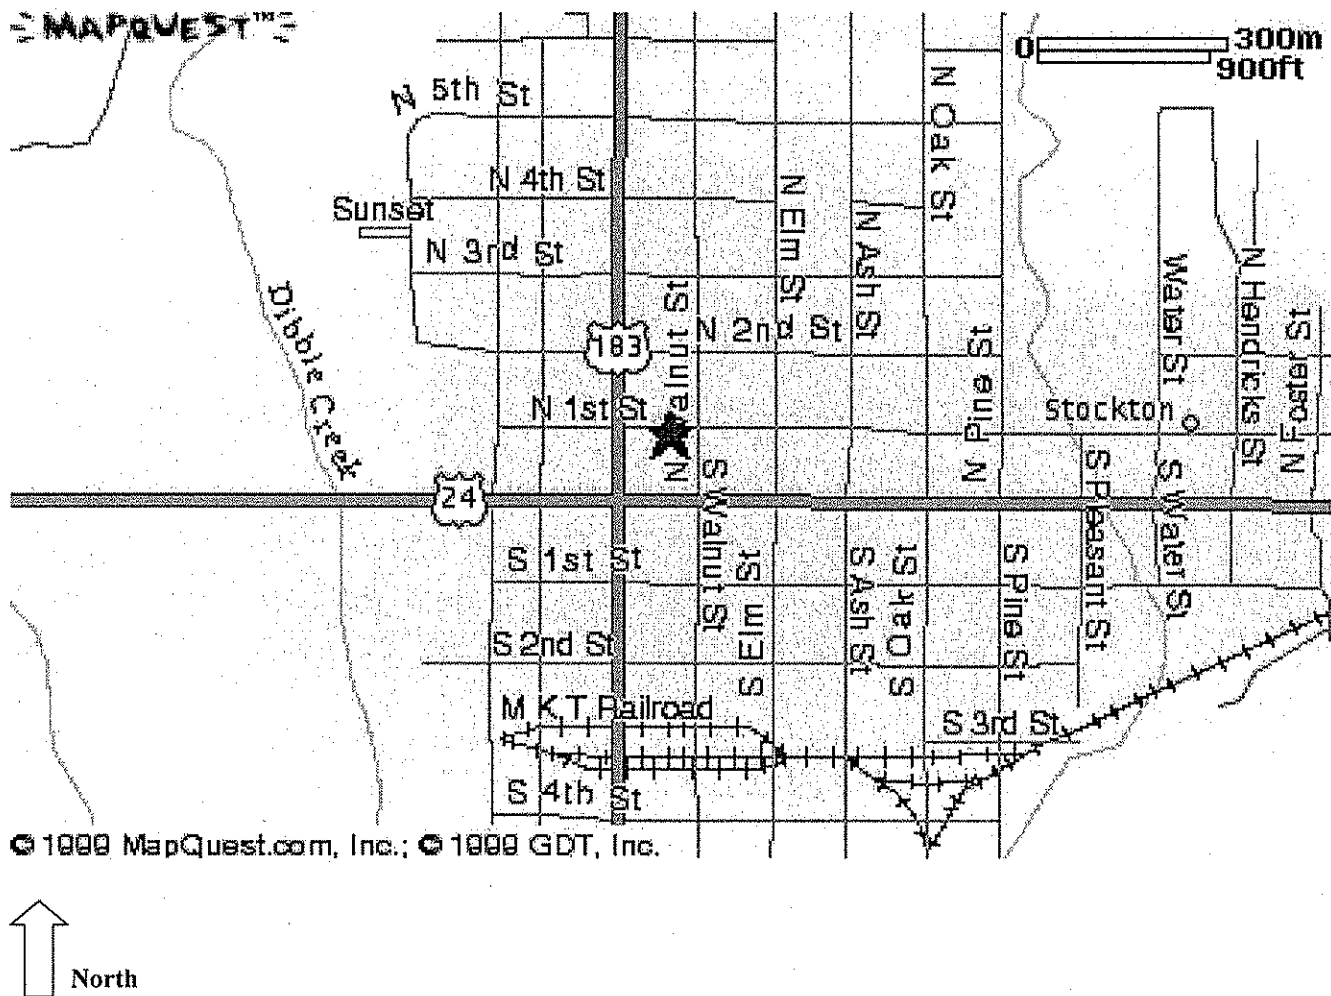 MAPQUEST™
0 300m
900ft
N 5th St
N Oak St
N 4th St
Sunset
N 3rd St
N Elm St
N Ash St
Dibble Creek
183
N Walnut St
N 2nd St
N Pine St
Water St
N Hendricks St
N Foster St
N 1st St
Stockton
24
S Walnut St
S Pleasant St
S Water St
S 1st St
S Elm St
S Ash St
S Oak St
S Pine St
S 2nd St
M K T Railroad
S 3rd St
S 4th St
© 1999 MapQuest.com, Inc.; © 1999 GDT, Inc.
North